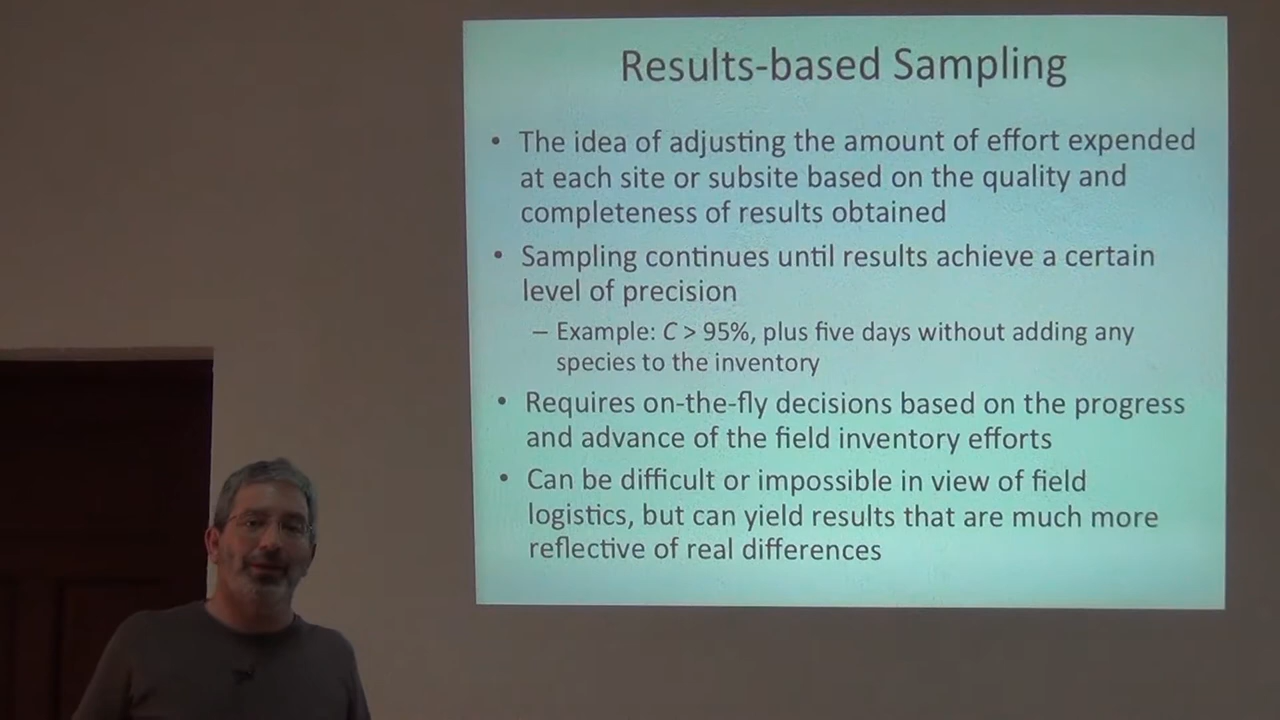 Results-based Sampling
• The idea of adjusting the amount of effort expended
at each site or subsite based on the quality and
completeness of results obtained
• Sampling continues until results achieve a certain
level of precision
– Example: C > 95%, plus five days without adding any
species to the inventory
• Requires on-the-fly decisions based on the progress
and advance of the field inventory efforts
• Can be difficult or impossible in view of field
logistics, but can yield results that are much more
reflective of real differences